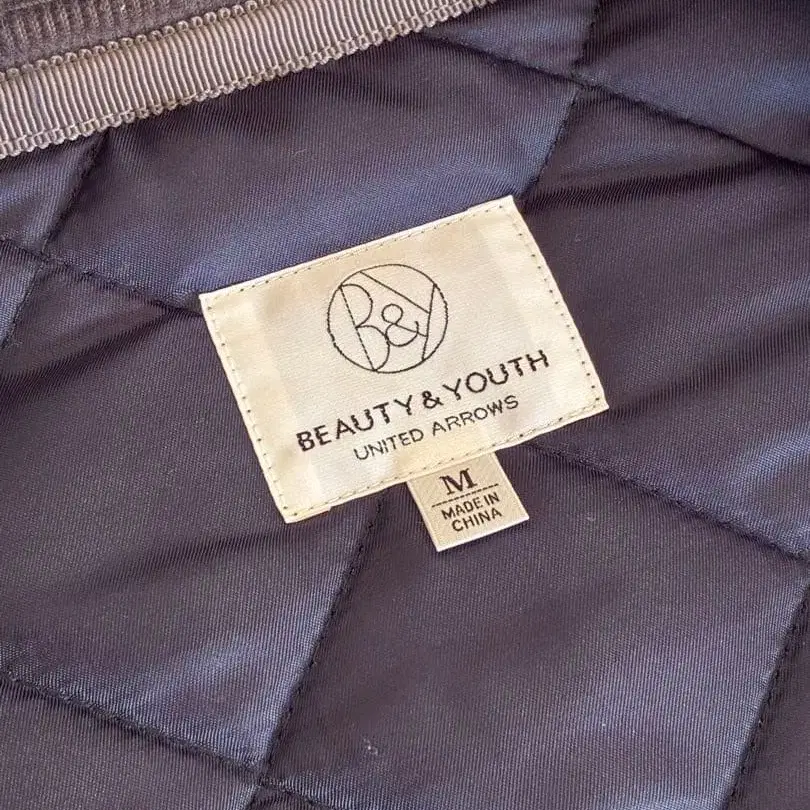 B&Y
BEAUTY & YOUTH
UNITED ARROWS
M
MADE IN
CHINA